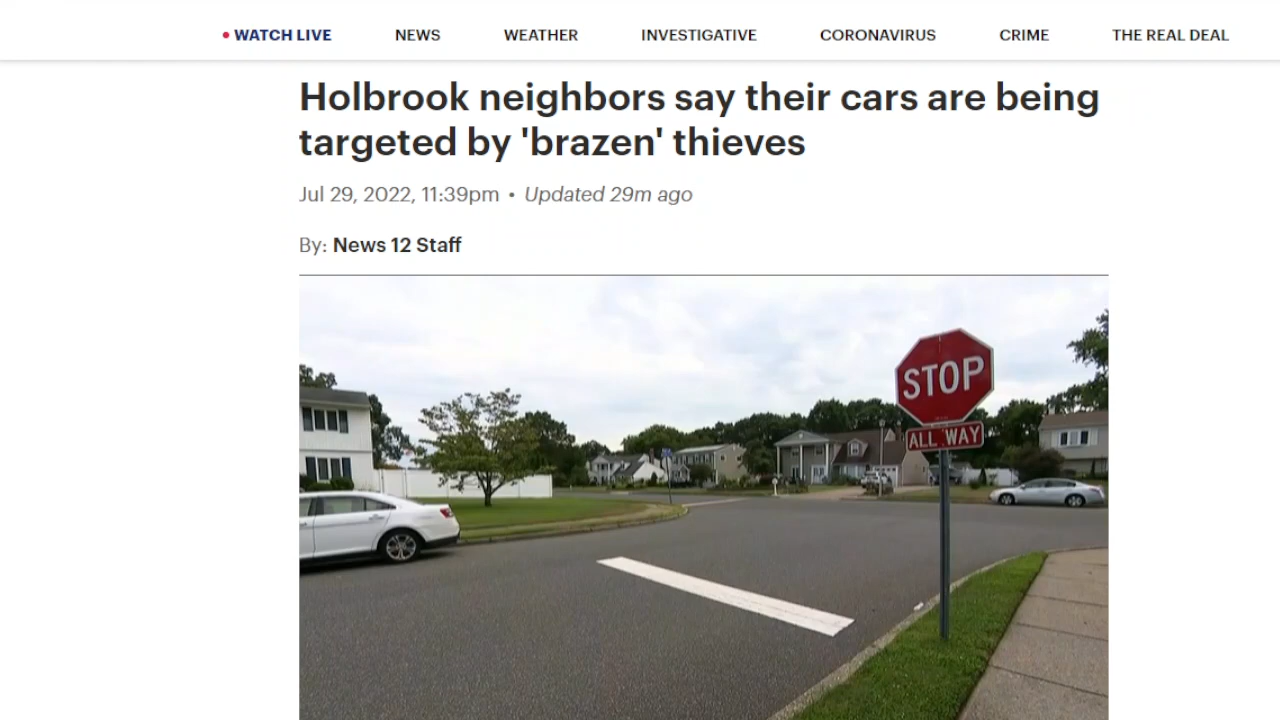 WATCH LIVE NEWS WEATHER INVESTIGATIVE CORONAVIRUS CRIME THE REAL DEAL
Holbrook neighbors say their cars are being
targeted by 'brazen' thieves
Jul 29, 2022, 11:39pm • Updated 29m ago
By: News 12 Staff
STOP
ALL WAY